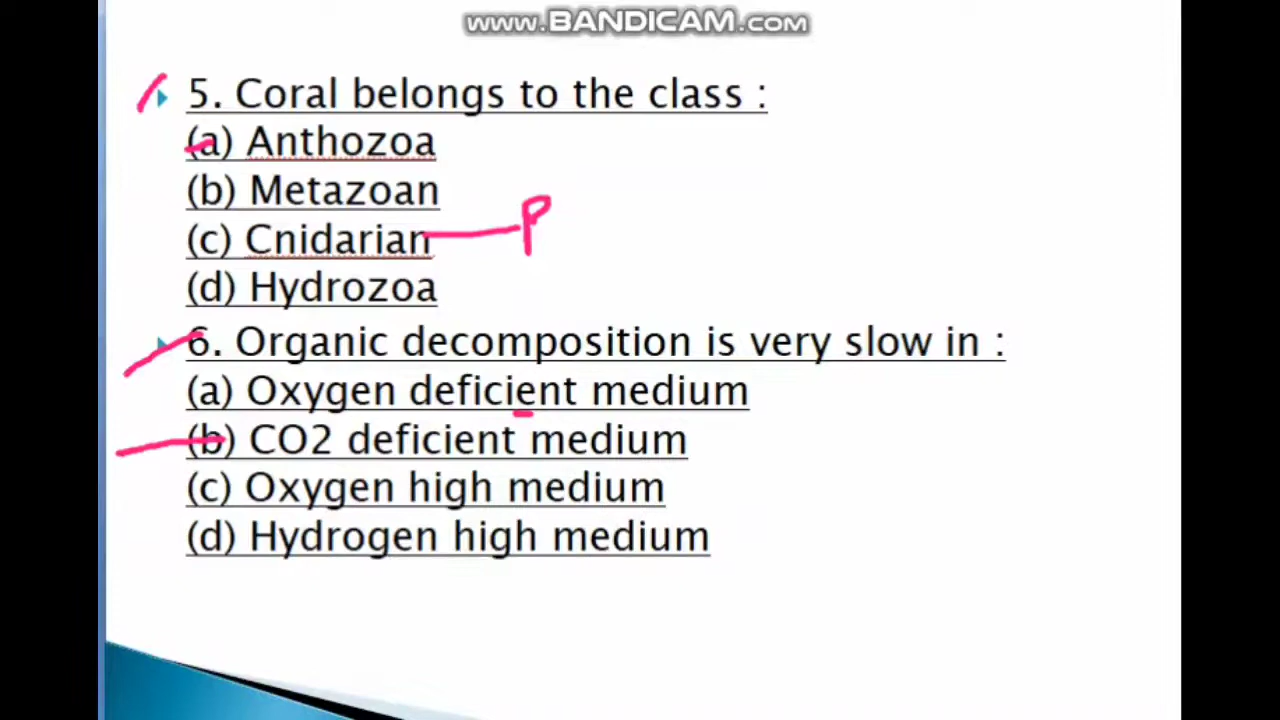 www.BANDICAM.com
5. Coral belongs to the class :
(a) Anthozoa
(b) Metazoan
(c) Cnidarian P
(d) Hydrozoa
6. Organic decomposition is very slow in :
(a) Oxygen deficient medium
(b) CO2 deficient medium
(c) Oxygen high medium
(d) Hydrogen high medium